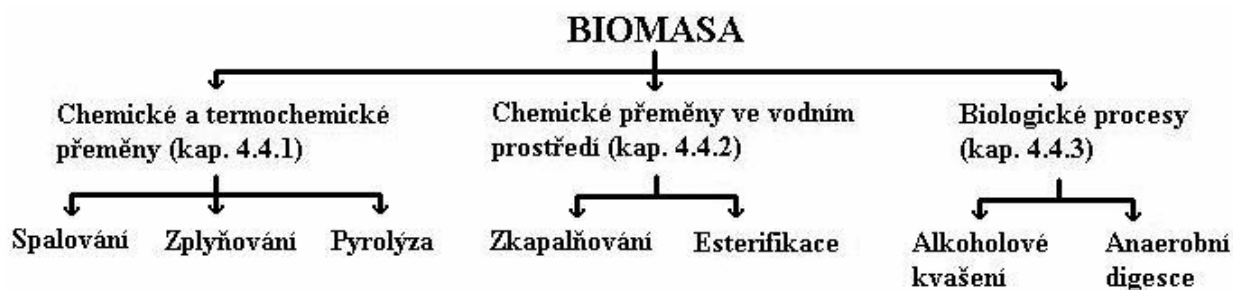 BIOMASA
Chemické a termochemické
přeměny (kap. 4.4.1)
Chemické přeměny ve vodním
prostředí (kap. 4.4.2)
Biologické procesy
(kap. 4.4.3)
Spalování
Zplyňování
Pyrolýza
Zkapalňování
Esterifikace
Alkoholové
kvašení
Anaerobní
digesce